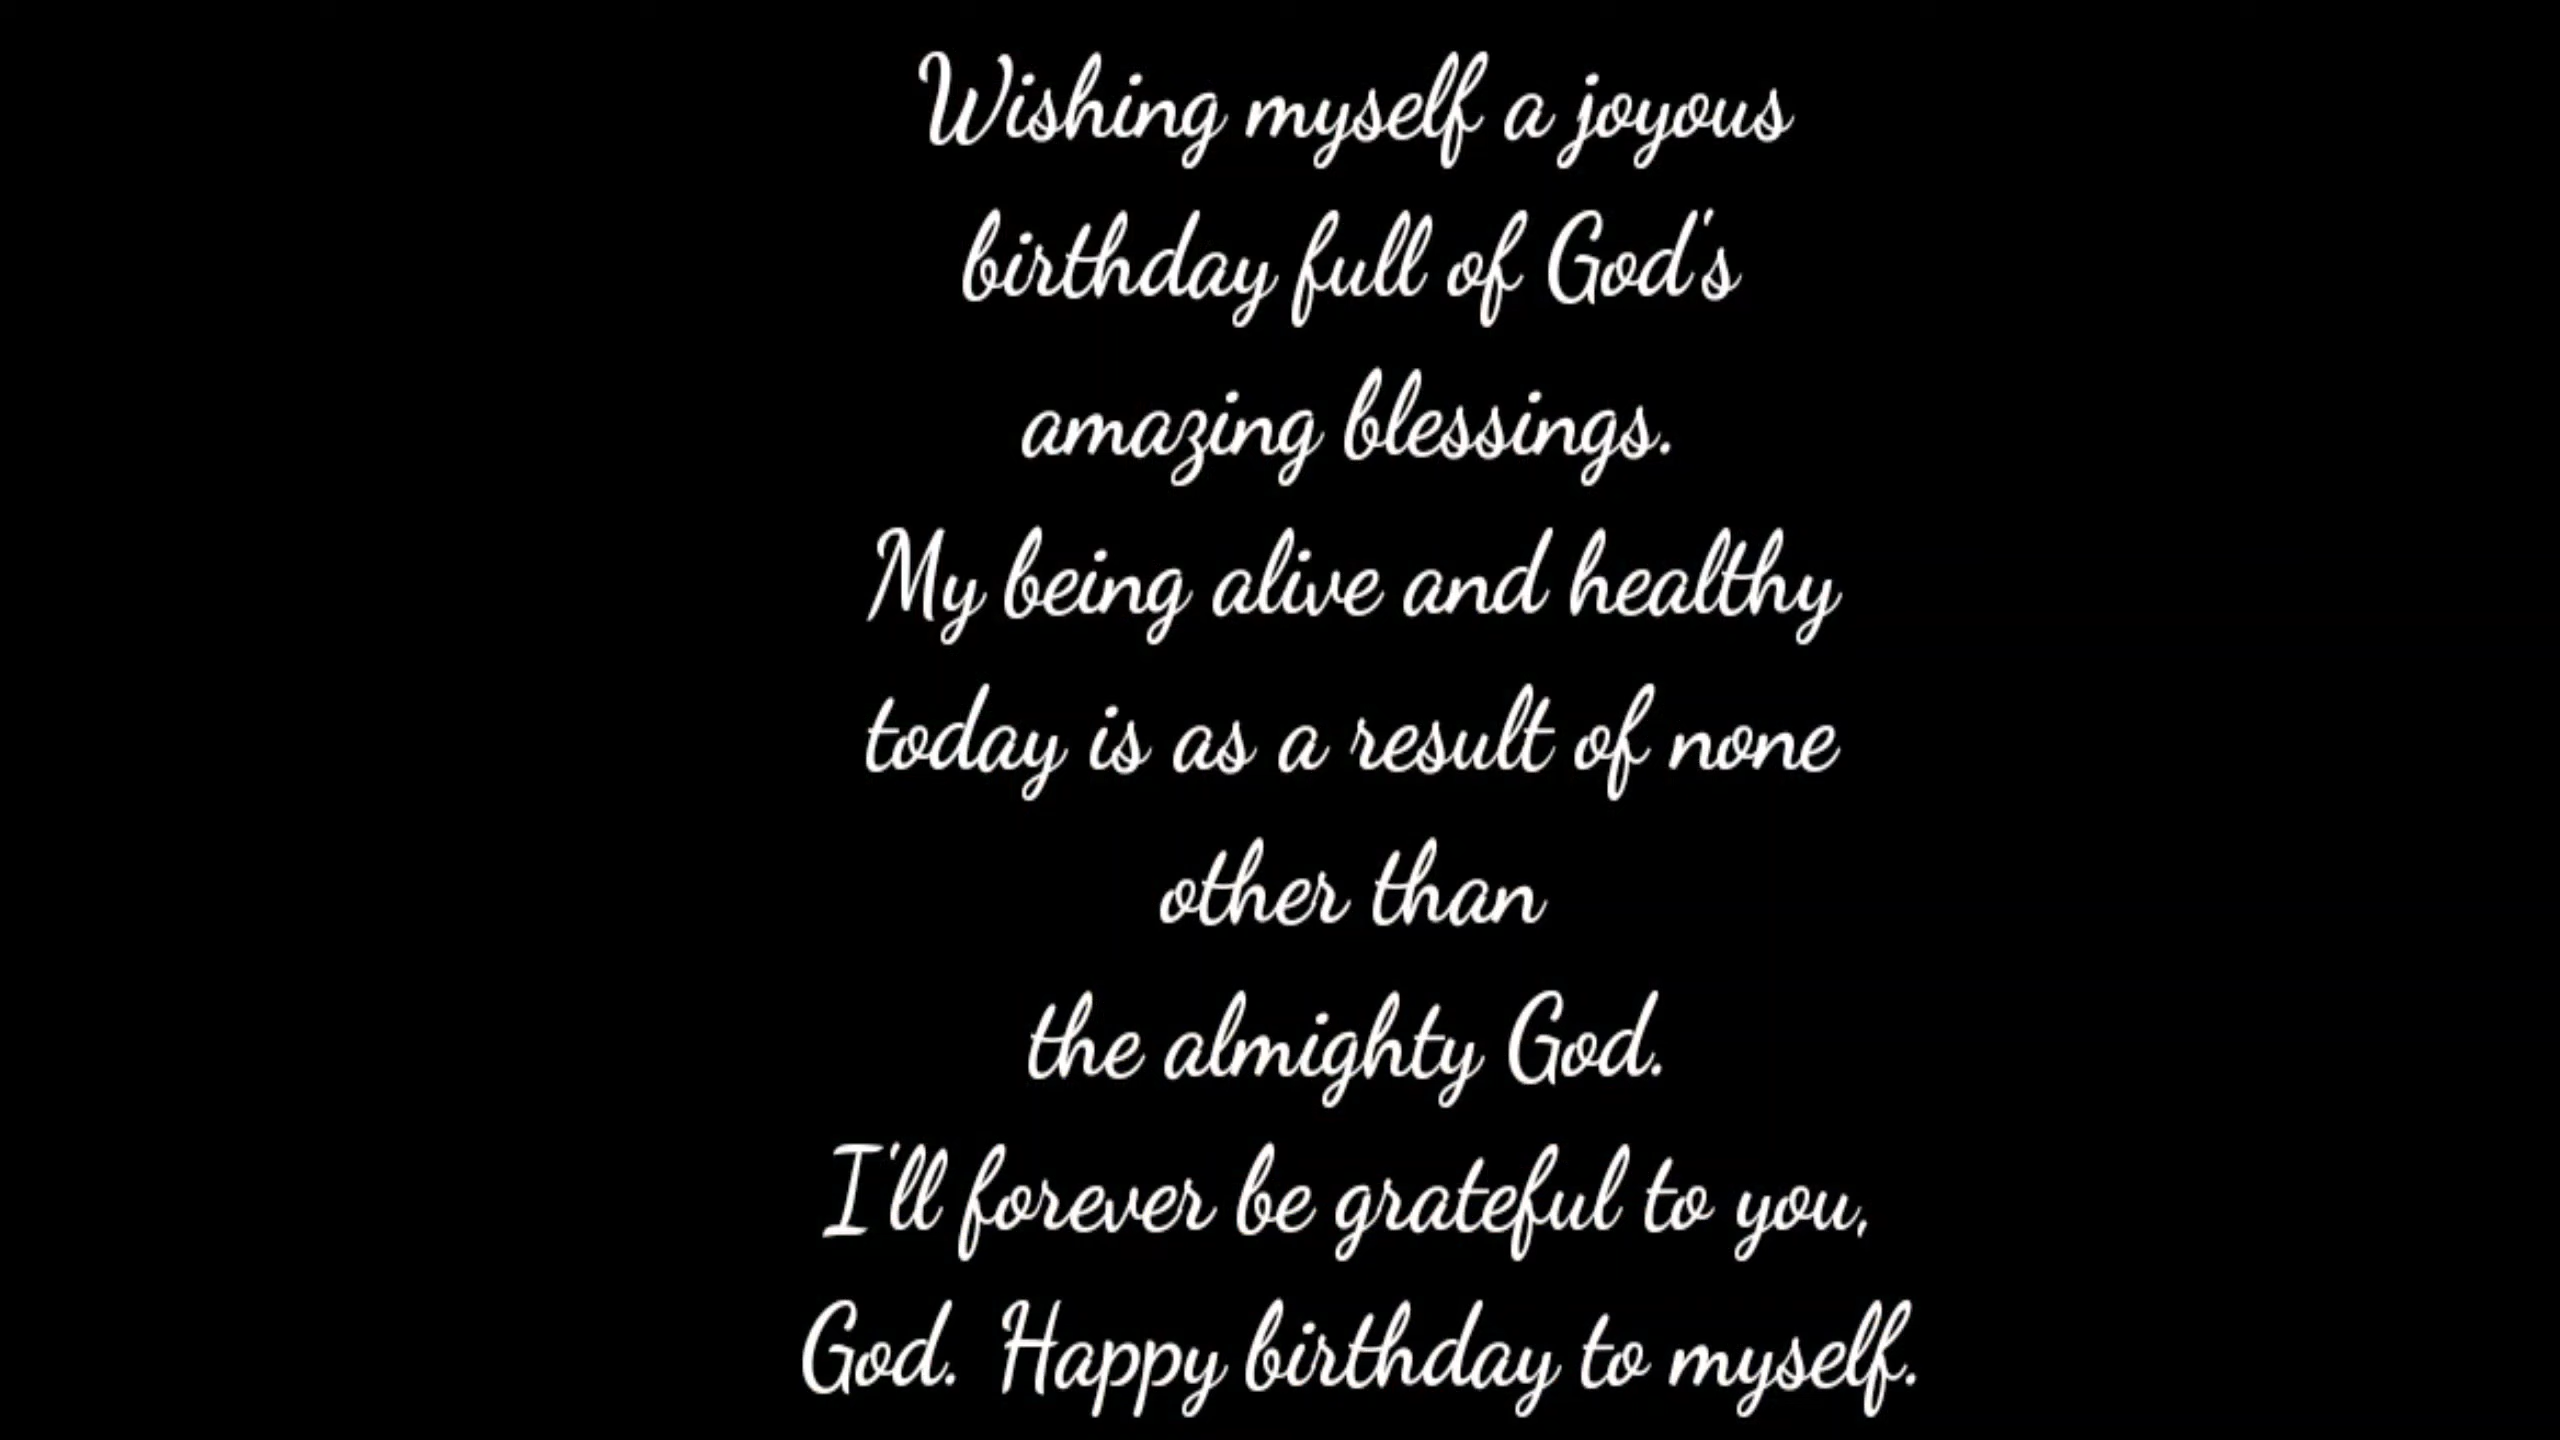 Wishing myself a joyous
birthday full of God's
amazing blessings.
My being alive and healthy
today is as a result of none
other than
the almighty God.
I'll forever be grateful to you,
God. Happy birthday to myself.